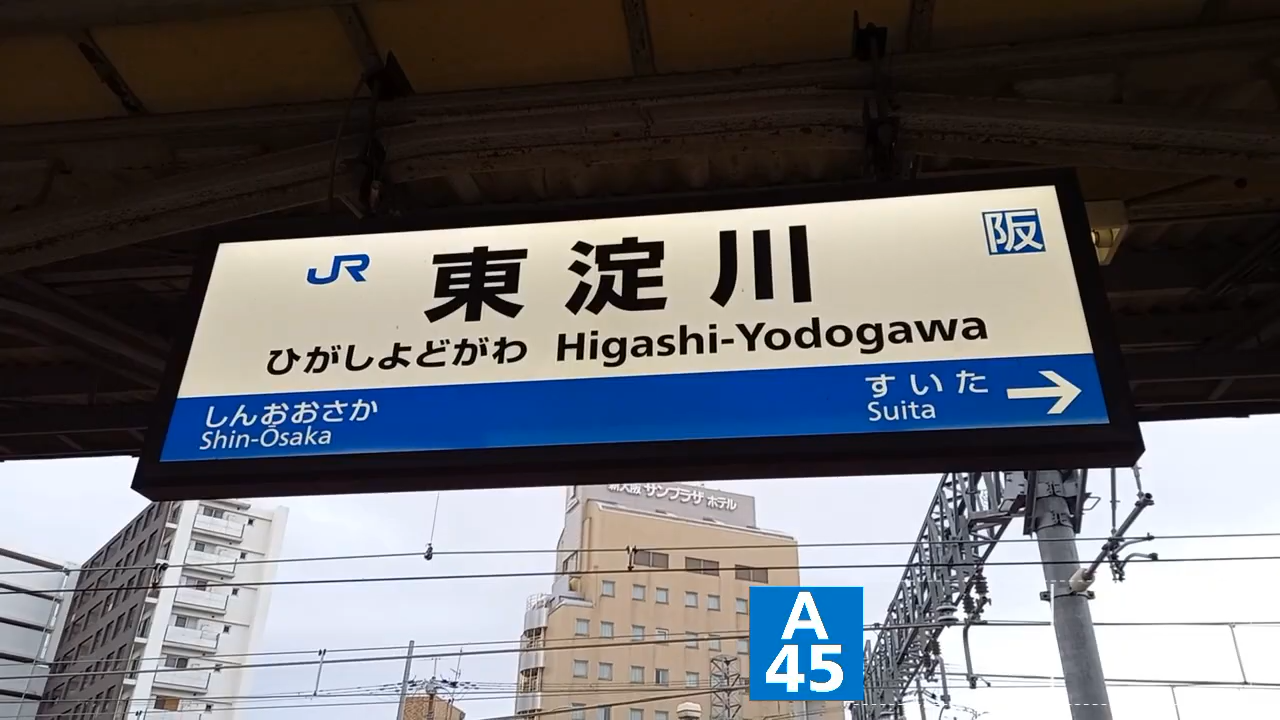 JR
東淀川
阪
ひがしよどがわ Higashi-Yodogawa
しんおおさか
Shin-Ōsaka
すいた
Suita
新大阪 サンプラザ ホテル
A
45